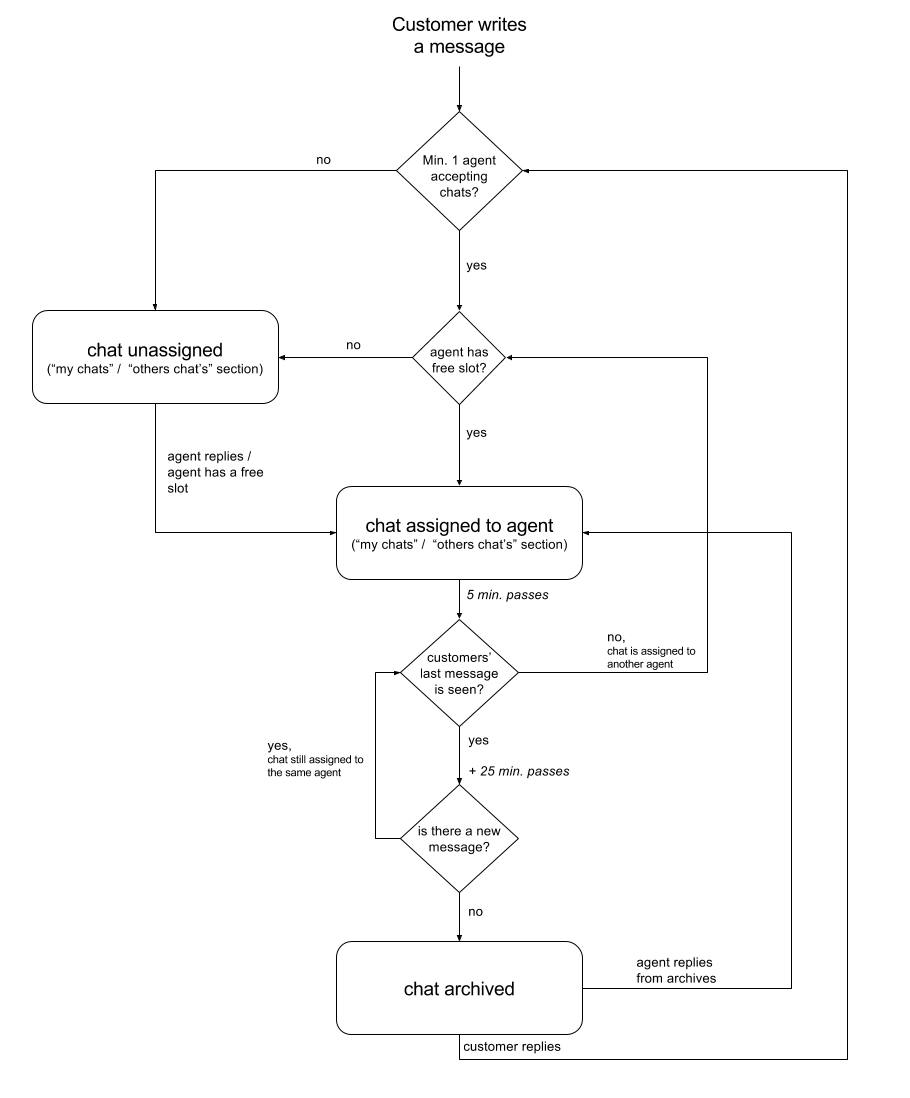 Customer writes
a message
Min. 1 agent
accepting
chats?
no
yes
chat unassigned
(“my chats” /  “others chat’s” section)
no
agent has
free slot?
yes
agent replies /
agent has a free
slot
chat assigned to agent
(“my chats” /  “others chat’s” section)
5 min. passes
customers’
last message
is seen?
no,
chat is assigned to
another agent
yes
yes,
chat still assigned to
the same agent
+ 25 min. passes
is there a new
message?
no
chat archived
agent replies
from archives
customer replies